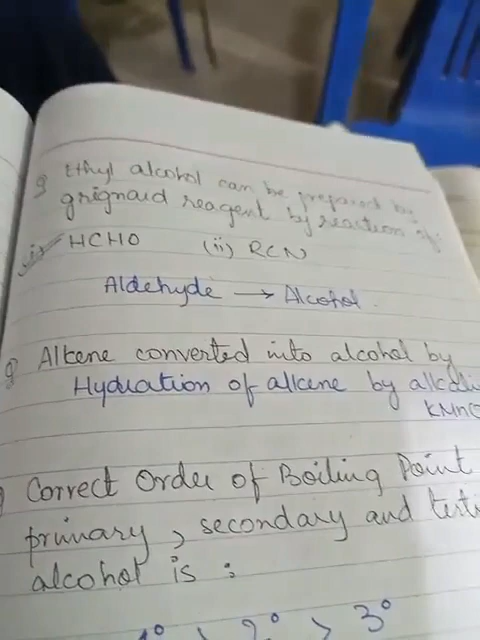 g Ethyl alcohol can be prepared by
grignard reagent by reaction of:
(i) HCHO (ii) RCN
Aldehyde → Alcohol.
g Alkene converted into alcohol by
Hydration of alkene by
KMnO
Correct Order of Boiling Point
primary, secondary and
alcohol is :
1° > 2° > 3°